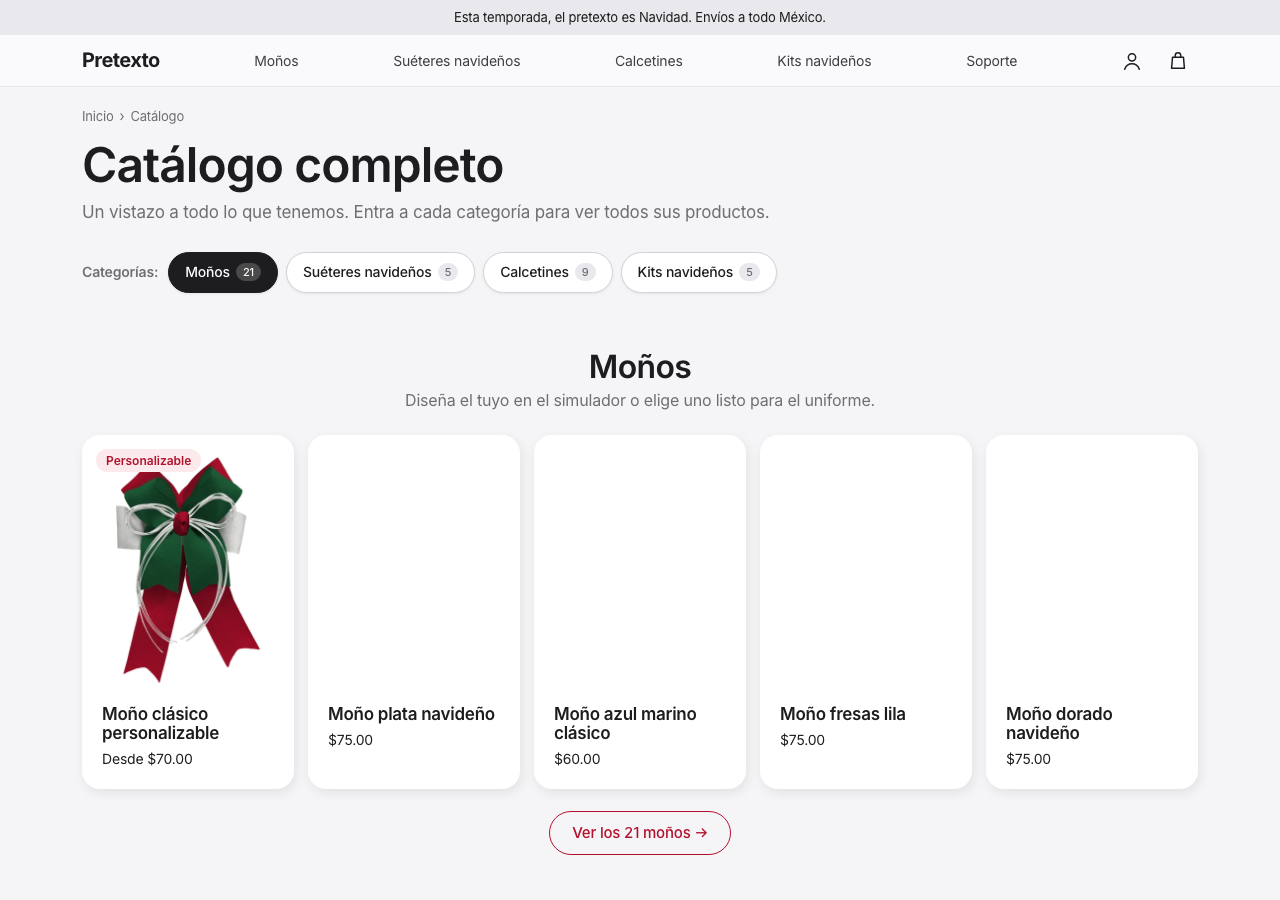 Esta temporada, el pretexto es Navidad. Envíos a todo México.
Pretexto
Moños
Suéteres navideños
Calcetines
Kits navideños
Soporte
Inicio › Catálogo
Catálogo completo
Un vistazo a todo lo que tenemos. Entra a cada categoría para ver todos sus productos.
Categorías:
Moños 21
Suéteres navideños 5
Calcetines 9
Kits navideños 5
Moños
Diseña el tuyo en el simulador o elige uno listo para el uniforme.
Personalizable
Moño clásico
personalizable
Desde $70.00
Moño plata navideño
$75.00
Moño azul marino
clásico
$60.00
Moño fresas lila
$75.00
Moño dorado
navideño
$75.00
Ver los 21 moños →